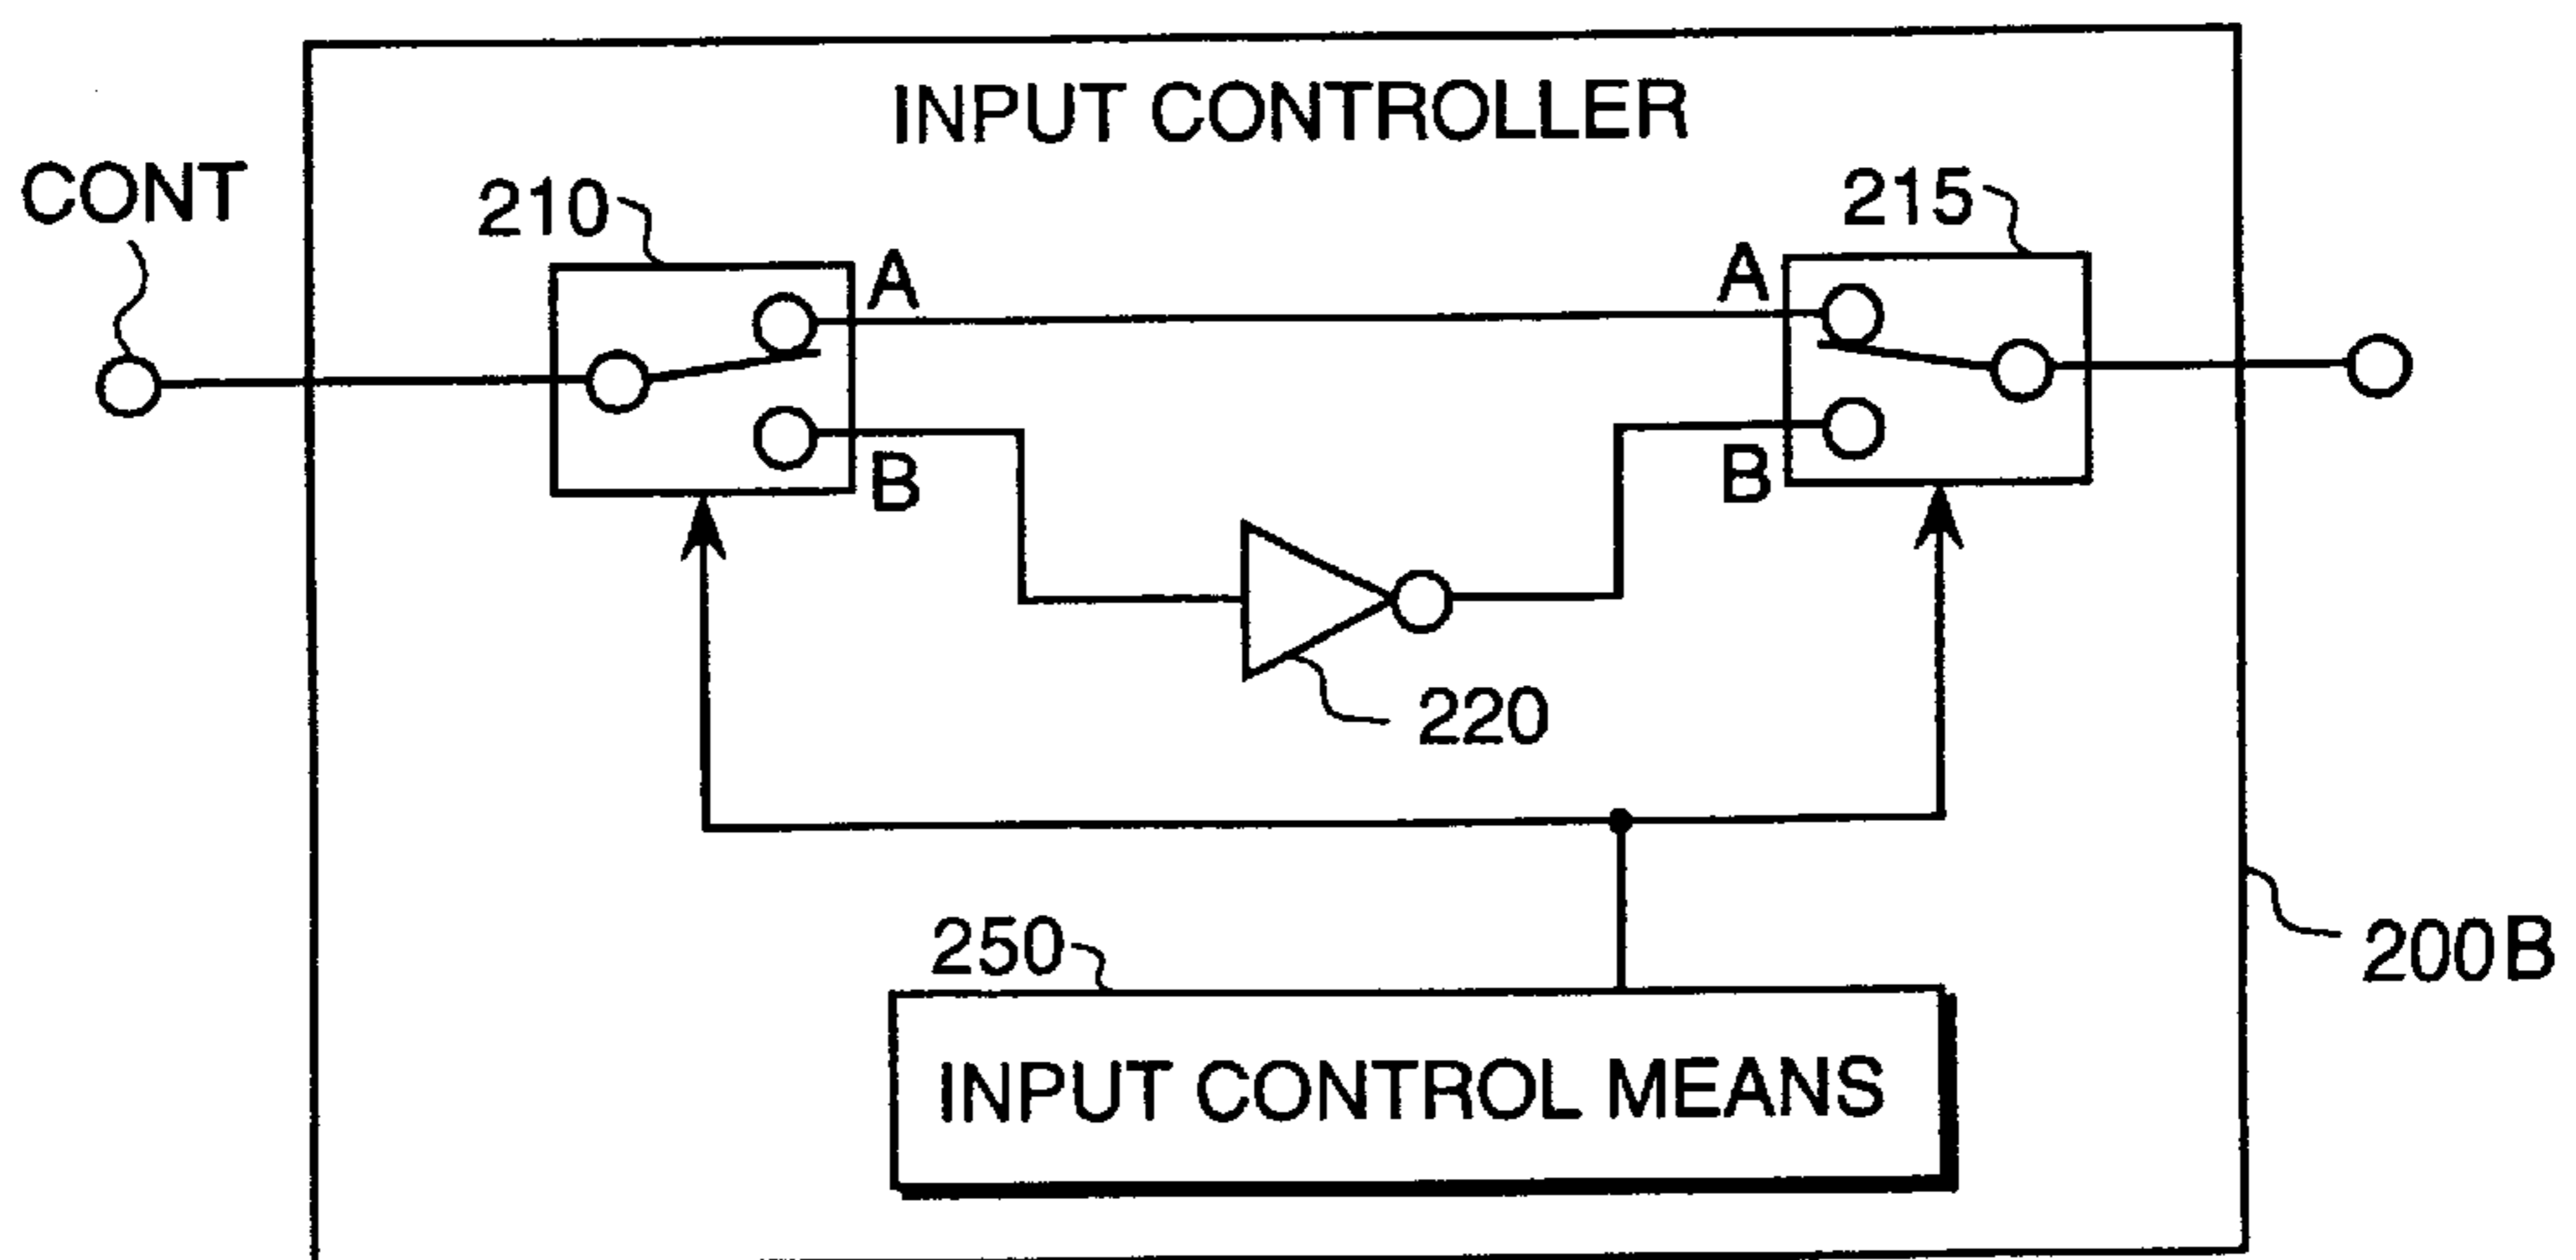 INPUT CONTROLLER
CONT
210
215
A
A
B
B
220
250
200B
INPUT CONTROL MEANS